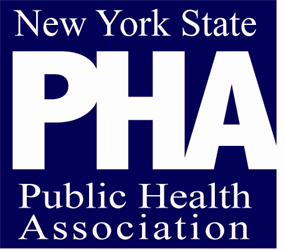 New York State
PHA
Public Health
Association